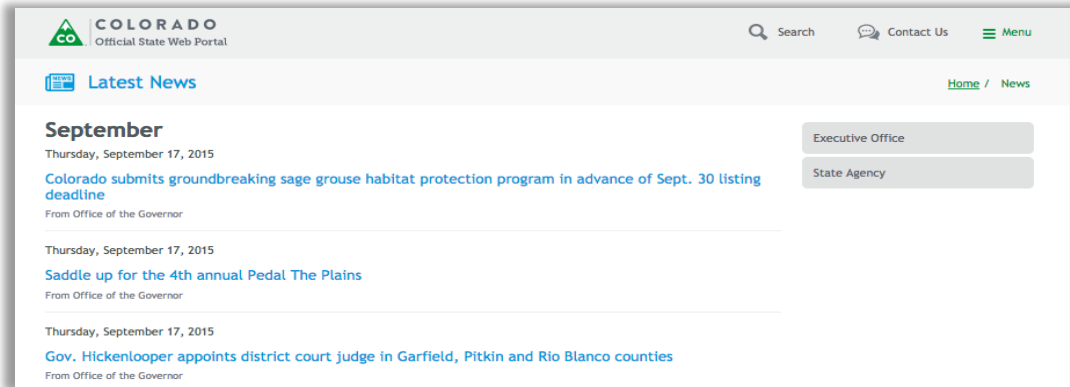 COLORADO
CO
Official State Web Portal
Search
Contact Us
Menu
NEWS
Latest News
Home / News
September
Thursday, September 17, 2015
Colorado submits groundbreaking sage grouse habitat protection program in advance of Sept. 30 listing
deadline
From Office of the Governor
Thursday, September 17, 2015
Saddle up for the 4th annual Pedal The Plains
From Office of the Governor
Thursday, September 17, 2015
Gov. Hickenlooper appoints district court judge in Garfield, Pitkin and Rio Blanco counties
From Office of the Governor
Executive Office
State Agency